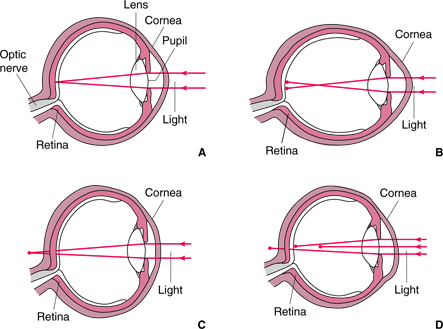 Lens
Cornea
Pupil
Optic
nerve
Light
Retina
A
Cornea
Light
Retina
B
Cornea
Light
Retina
C
Cornea
Light
Retina
D